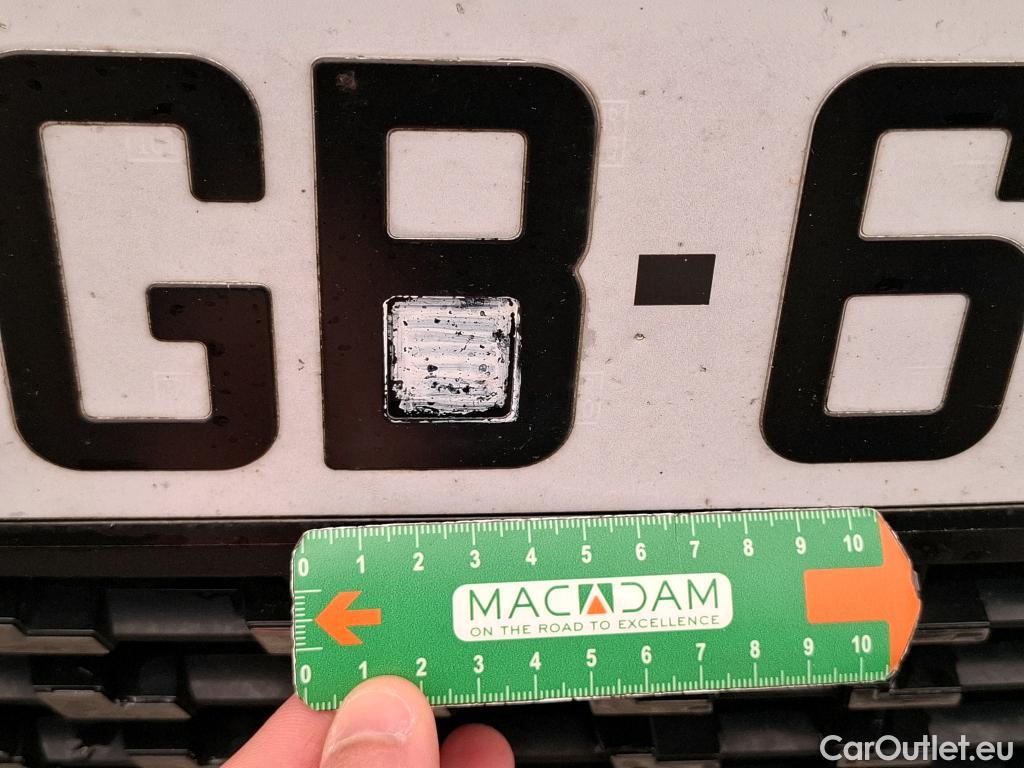 GB-6
0 1 2 3 4 5 6 7 8 9 10
MACADAM
ON THE ROAD TO EXCELLENCE
0 1 2 3 4 5 6 7 8 9 10
CarOutlet.eu